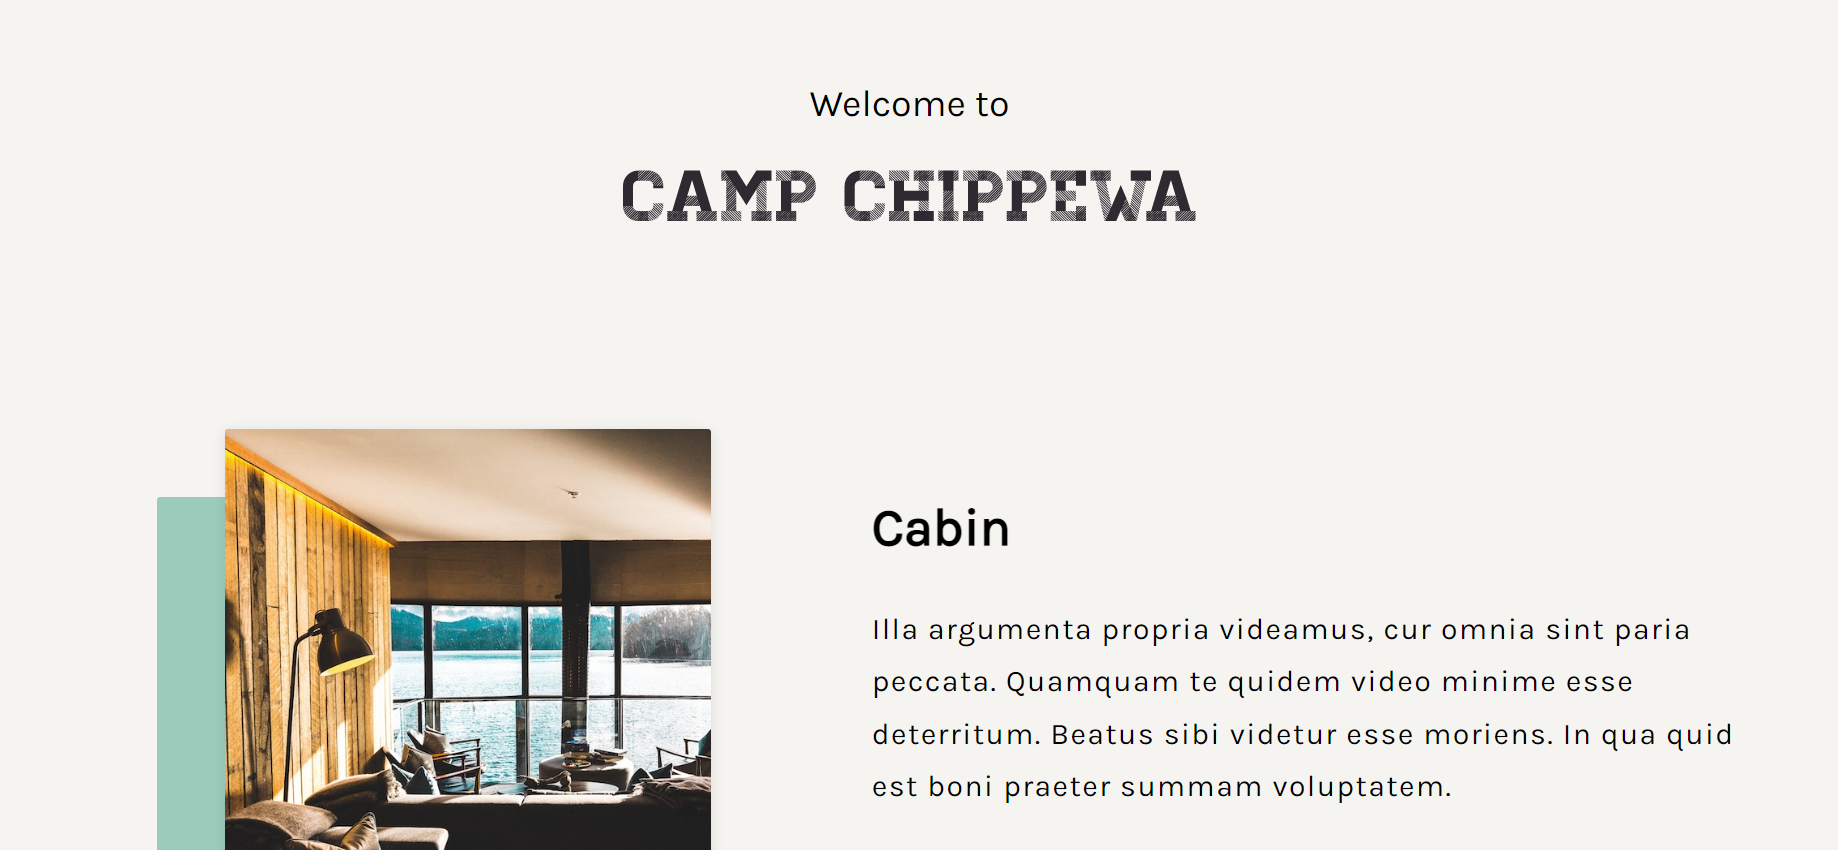 Welcome to
CAMP CHIPPEWA
Cabin
Illa argumenta propria videamus, cur omnia sint paria
peccata. Quamquam te quidem video minime esse
deterritum. Beatus sibi videtur esse moriens. In qua quid
est boni praeter summam voluptatem.